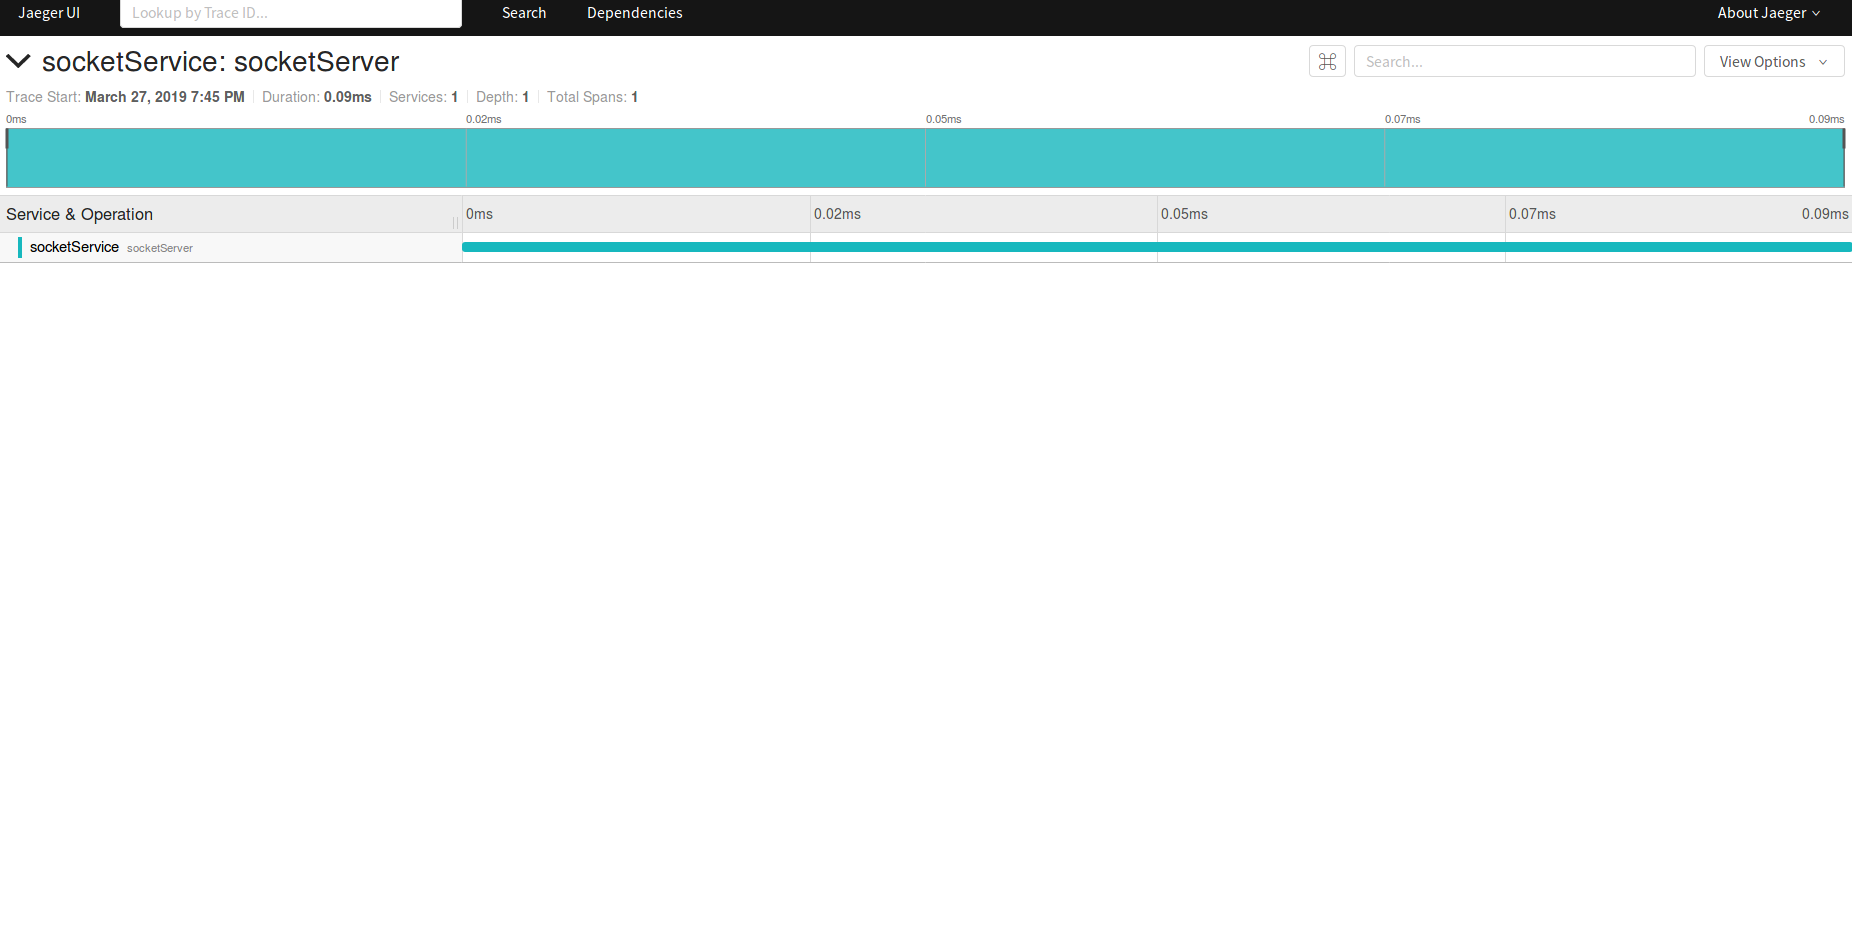 Jaeger UI Lookup by Trace ID... Search Dependencies About Jaeger
socketService: socketServer Search... View Options
Trace Start: March 27, 2019 7:45 PM Duration: 0.09ms Services: 1 Depth: 1 Total Spans: 1
0ms 0.02ms 0.05ms 0.07ms 0.09ms
Service & Operation 0ms 0.02ms 0.05ms 0.07ms 0.09ms
socketService socketServer